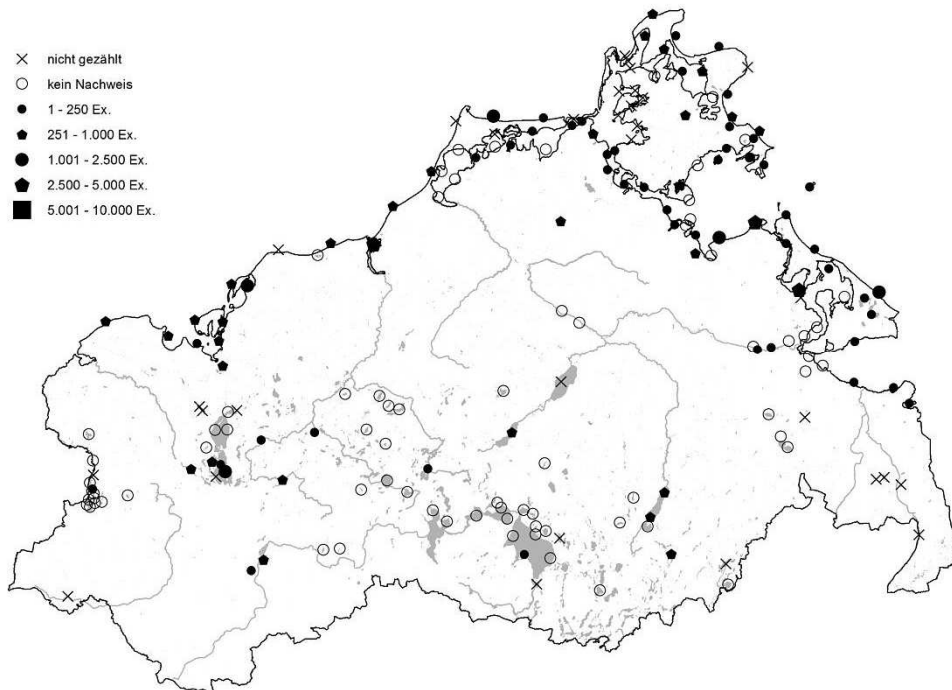 nicht gezählt
kein Nachweis
1 - 250 Ex.
251 - 1.000 Ex.
1.001 - 2.500 Ex.
2.500 - 5.000 Ex.
5.001 - 10.000 Ex.